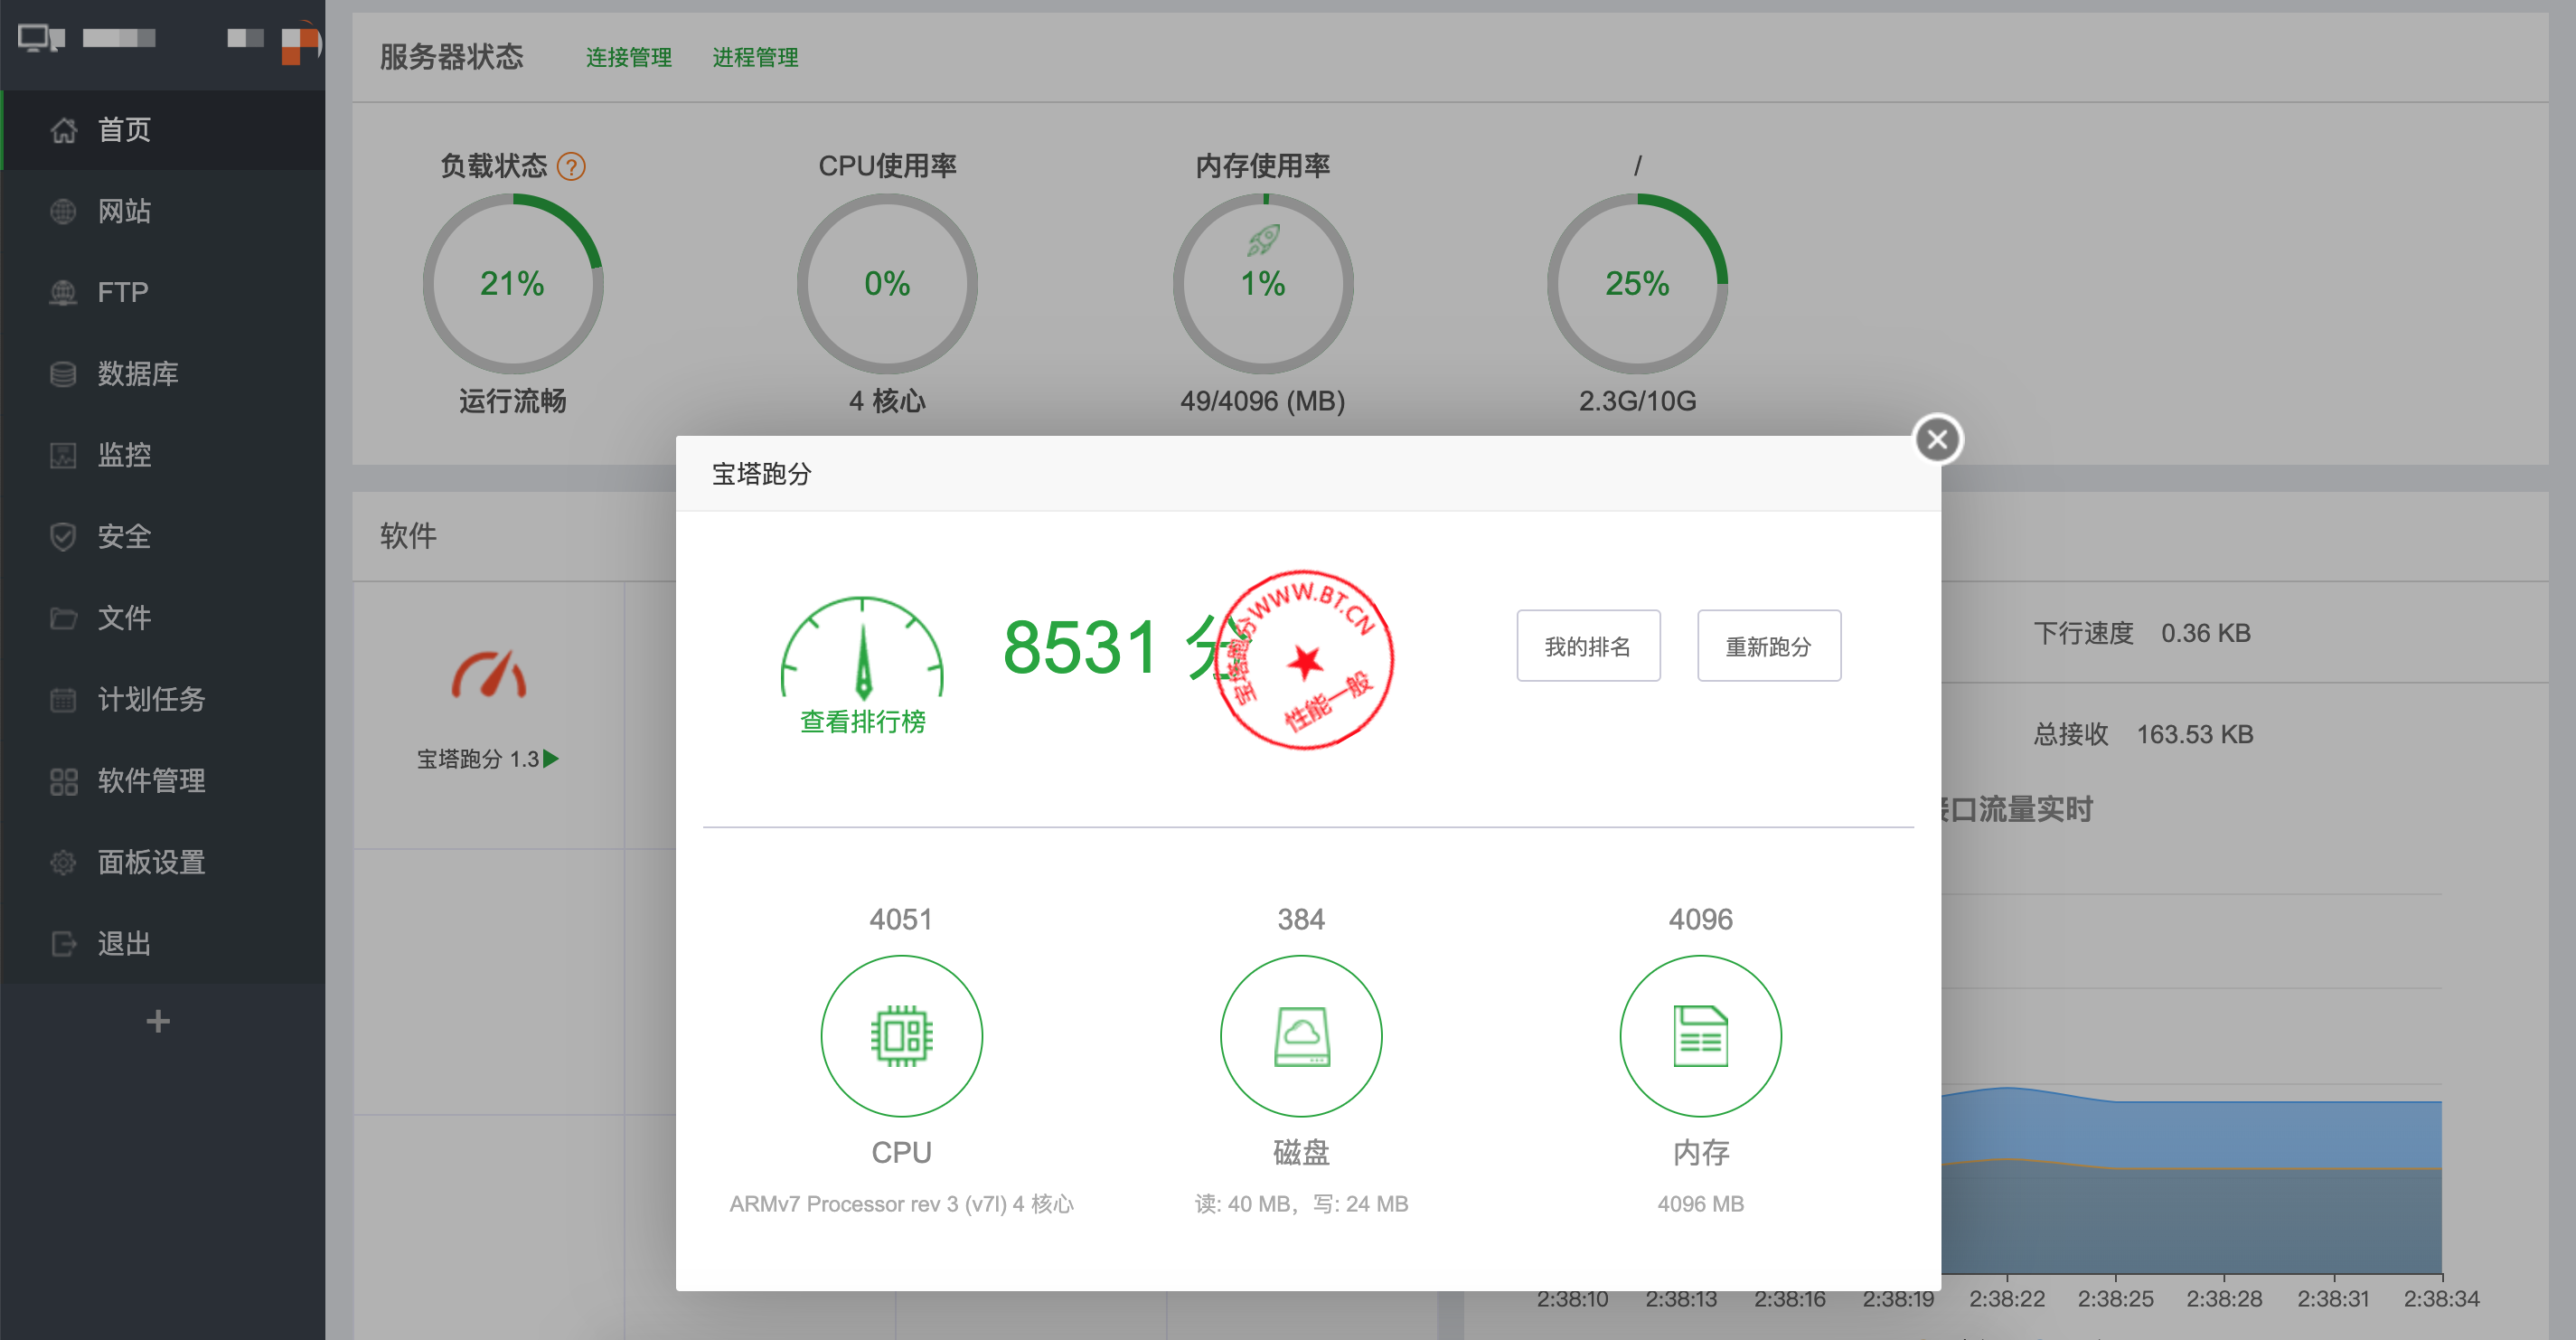 服务器状态 连接管理 进程管理
首页
网站
FTP
数据库
监控
安全
文件
计划任务
软件管理
面板设置
退出
+
负载状态 ? CPU使用率 内存使用率 /
21% 0% 1% 25%
运行流畅 4 核心 49/4096 (MB) 2.3G/10G
软件
宝塔跑分 1.3
宝塔跑分
查看排行榜
8531 分
宝塔跑分WWW.BT.CN
性能一般
我的排名 重新跑分
4051 384 4096
CPU 磁盘 内存
ARMv7 Processor rev 3 (v7l) 4 核心 读: 40 MB，写: 24 MB 4096 MB
下行速度 0.36 KB
总接收 163.53 KB
接口流量实时
2:38:10 2:38:13 2:38:16 2:38:19 2:38:22 2:38:25 2:38:28 2:38:31 2:38:34